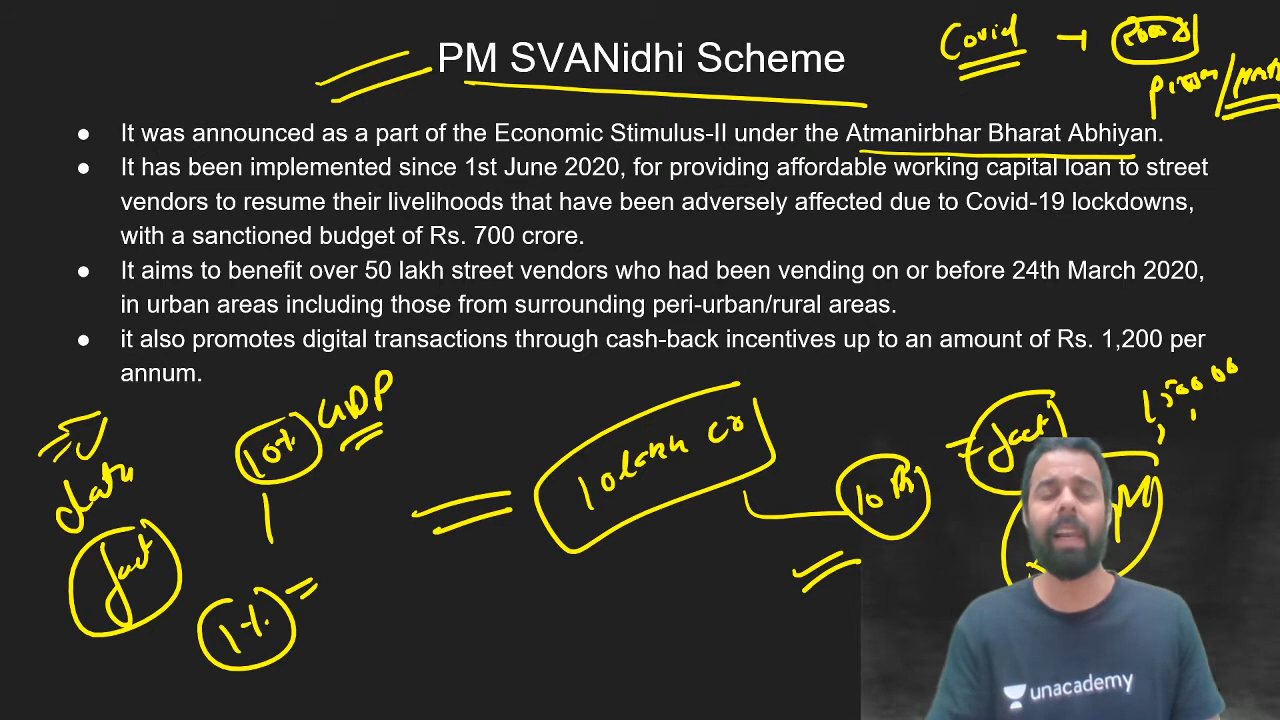 PM SVANidhi Scheme
Covid
● It was announced as a part of the Economic Stimulus-II under the Atmanirbhar Bharat Abhiyan.
● It has been implemented since 1st June 2020, for providing affordable working capital loan to street
vendors to resume their livelihoods that have been adversely affected due to Covid-19 lockdowns,
with a sanctioned budget of Rs. 700 crore.
● It aims to benefit over 50 lakh street vendors who had been vending on or before 24th March 2020,
in urban areas including those from surrounding peri-urban/rural areas.
● it also promotes digital transactions through cash-back incentives up to an amount of Rs. 1,200 per
annum.
10% GDP
10 lakh cr
fact
data
fact
1%
unacademy